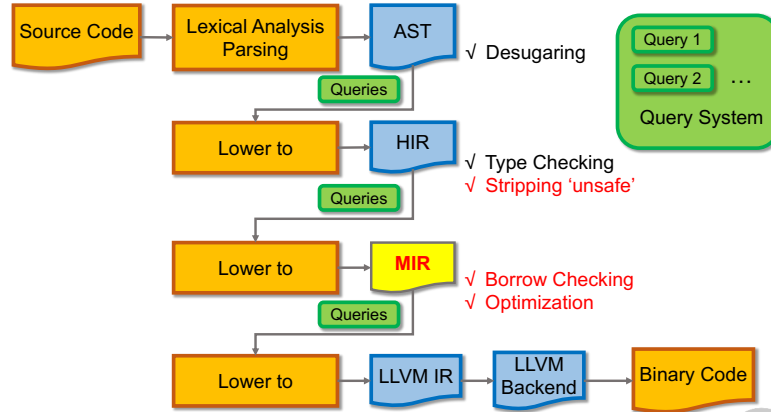 Source Code
Lexical Analysis
Parsing
AST
√ Desugaring
Query 1
Query 2 …
Query System
Queries
Lower to
HIR
√ Type Checking
√ Stripping ‘unsafe’
Queries
Lower to
MIR
√ Borrow Checking
√ Optimization
Queries
Lower to
LLVM IR
LLVM
Backend
Binary Code